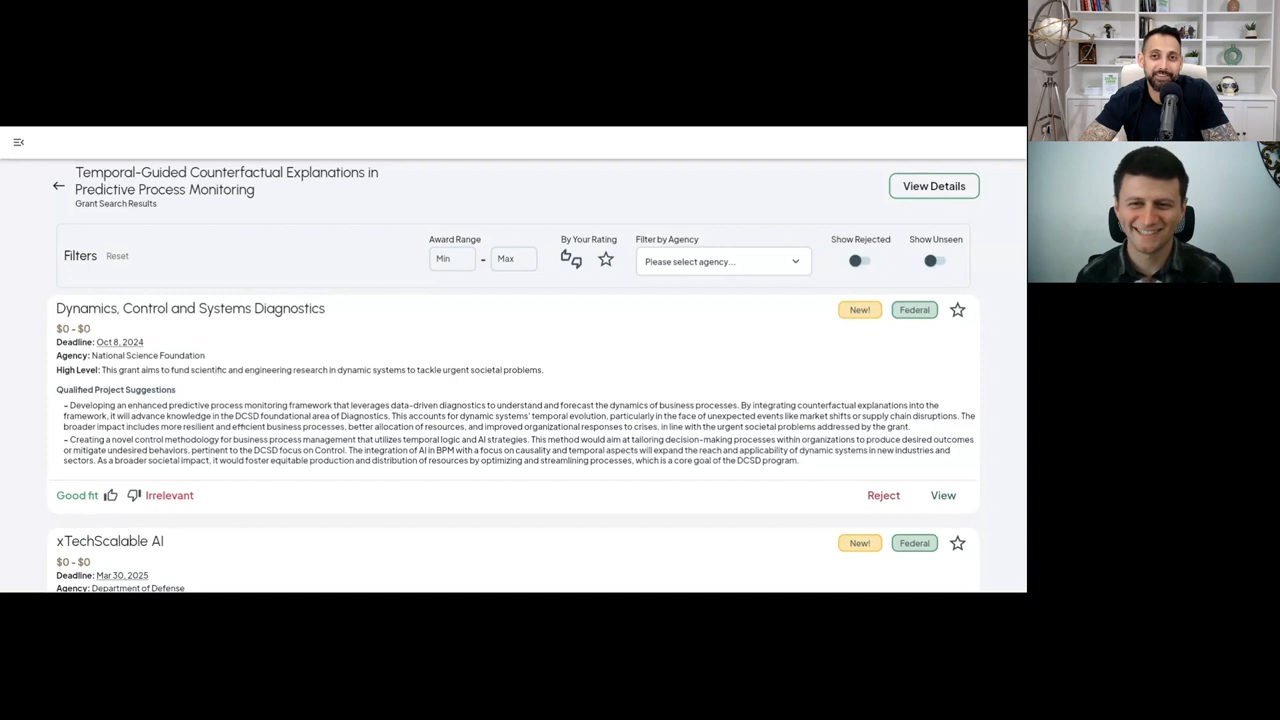 Temporal-Guided Counterfactual Explanations in
Predictive Process Monitoring
Grant Search Results
View Details
Filters
Reset
Award Range
Min
-
Max
By Your Rating
Filter by Agency
Please select agency...
Show Rejected
Show Unseen
Dynamics, Control and Systems Diagnostics
New!
Federal
$0 - $0
Deadline: Oct 8, 2024
Agency: National Science Foundation
High Level: This grant aims to fund scientific and engineering research in dynamic systems to tackle urgent societal problems.
Qualified Project Suggestions
- Developing an enhanced predictive process monitoring framework that leverages data-driven diagnostics to understand and forecast the dynamics of business processes. By integrating counterfactual explanations into the
framework, it will advance knowledge in the DCSD foundational area of Diagnostics. This accounts for dynamic systems' temporal evolution, particularly in the face of unexpected events like market shifts or supply chain disruptions. The
broader impact includes more resilient and efficient business processes, better allocation of resources, and improved organizational responses to crises, in line with the urgent societal problems addressed by the grant.
- Creating a novel control methodology for business process management that utilizes temporal logic and AI strategies. This method would aim at tailoring decision-making processes within organizations to produce desired outcomes
or mitigate undesired behaviors, pertinent to the DCSD focus on Control. The integration of AI in BPM with a focus on causality and temporal aspects will expand the reach and applicability of dynamic systems in new industries and
sectors. As a broader societal impact, it would foster equitable production and distribution of resources by optimizing and streamlining processes, which is a core goal of the DCSD program.
Good fit
Irrelevant
Reject
View
xTechScalable AI
New!
Federal
$0 - $0
Deadline: Mar 30, 2025
Agency: Department of Defense